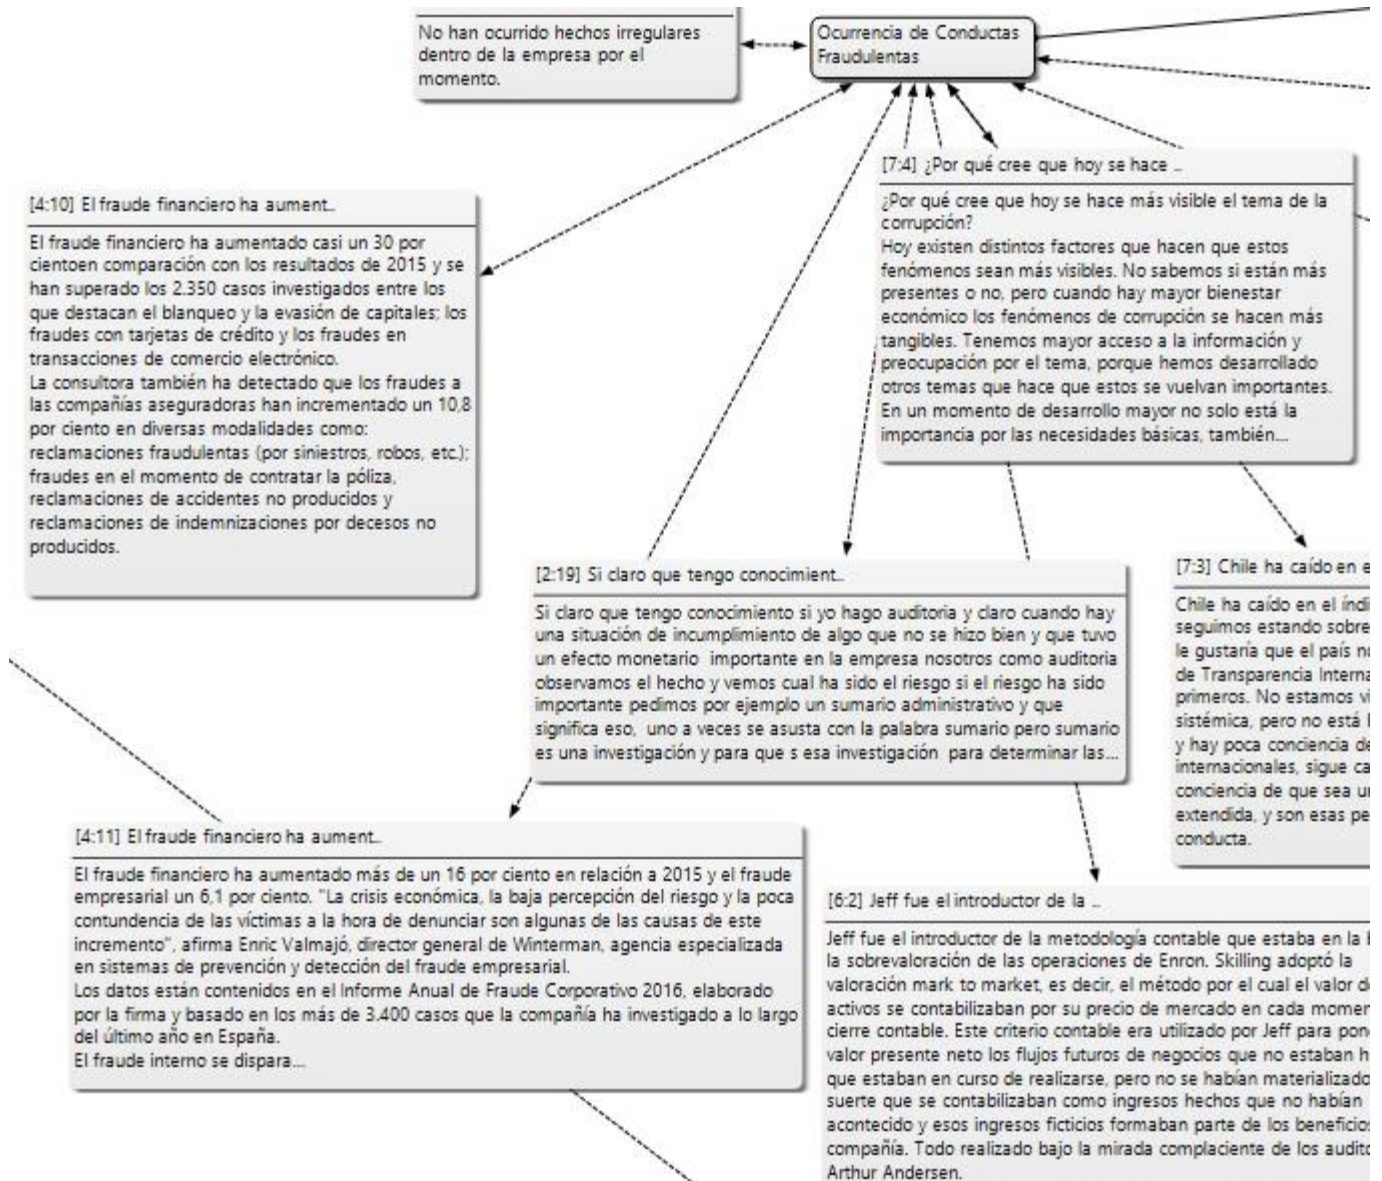 No han ocurrido hechos irregulares
dentro de la empresa por el
momento.
Ocurrencia de Conductas
Fraudulentas
[7:4] ¿Por qué cree que hoy se hace ...
¿Por qué cree que hoy se hace más visible el tema de la
corrupción?
Hoy existen distintos factores que hacen que estos
fenómenos sean más visibles. No sabemos si están más
presentes o no, pero cuando hay mayor bienestar
económico los fenómenos de corrupción se hacen más
tangibles. Tenemos mayor acceso a la información y
preocupación por el tema, porque hemos desarrollado
otros temas que hace que estos se vuelvan importantes.
En un momento de desarrollo mayor no solo está la
importancia por las necesidades básicas, también...
[4:10] El fraude financiero ha aument...
El fraude financiero ha aumentado casi un 30 por
cientoen comparación con los resultados de 2015 y se
han superado los 2.350 casos investigados entre los
que destacan el blanqueo y la evasión de capitales; los
fraudes con tarjetas de crédito y los fraudes en
transacciones de comercio electrónico.
La consultora también ha detectado que los fraudes a
las compañías aseguradoras han incrementado un 10,8
por ciento en diversas modalidades como:
reclamaciones fraudulentas (por siniestros, robos, etc.);
fraudes en el momento de contratar la póliza,
reclamaciones de accidentes no producidos y
reclamaciones de indemnizaciones por decesos no
producidos.
[2:19] Si claro que tengo conocimient...
Si claro que tengo conocimiento si yo hago auditoria y claro cuando hay
una situación de incumplimiento de algo que no se hizo bien y que tuvo
un efecto monetario importante en la empresa nosotros como auditoria
observamos el hecho y vemos cual ha sido el riesgo si el riesgo ha sido
importante pedimos por ejemplo un sumario administrativo y que
significa eso, uno a veces se asusta con la palabra sumario pero sumario
es una investigación y para que s esa investigación para determinar las...
[7:3] Chile ha caído en
Chile ha caído en el
seguimos estando sobre
le gustaría que el país
de Transparencia
primeros. No estamos
sistémica, pero no está
y hay poca conciencia
internacionales, sigue
conciencia de que sea
extendida, y son esas
conducta.
[4:11] El fraude financiero ha aument...
El fraude financiero ha aumentado más de un 16 por ciento en relación a 2015 y el fraude
empresarial un 6,1 por ciento. "La crisis económica, la baja percepción del riesgo y la poca
contundencia de las víctimas a la hora de denunciar son algunas de las causas de este
incremento", afirma Enric Valmajó, director general de Winterman, agencia especializada
en sistemas de prevención y detección del fraude empresarial.
Los datos están contenidos en el Informe Anual de Fraude Corporativo 2016, elaborado
por la firma y basado en los más de 3.400 casos que la compañía ha investigado a lo largo
del último año en España.
El fraude interno se dispara...
[6:2] Jeff fue el introductor de la ...
Jeff fue el introductor de la metodología contable que estaba en la
la sobrevaloración de las operaciones de Enron. Skilling adoptó la
valoración mark to market, es decir, el método por el cual el valor
activos se contabilizaban por su precio de mercado en cada
cierre contable. Este criterio contable era utilizado por Jeff para
valor presente neto los flujos futuros de negocios que no estaban
que estaban en curso de realizarse, pero no se habían
suerte que se contabilizaban como ingresos hechos que no habían
acontecido y esos ingresos ficticios formaban parte de los
compañía. Todo realizado bajo la mirada complaciente de los
Arthur Andersen.